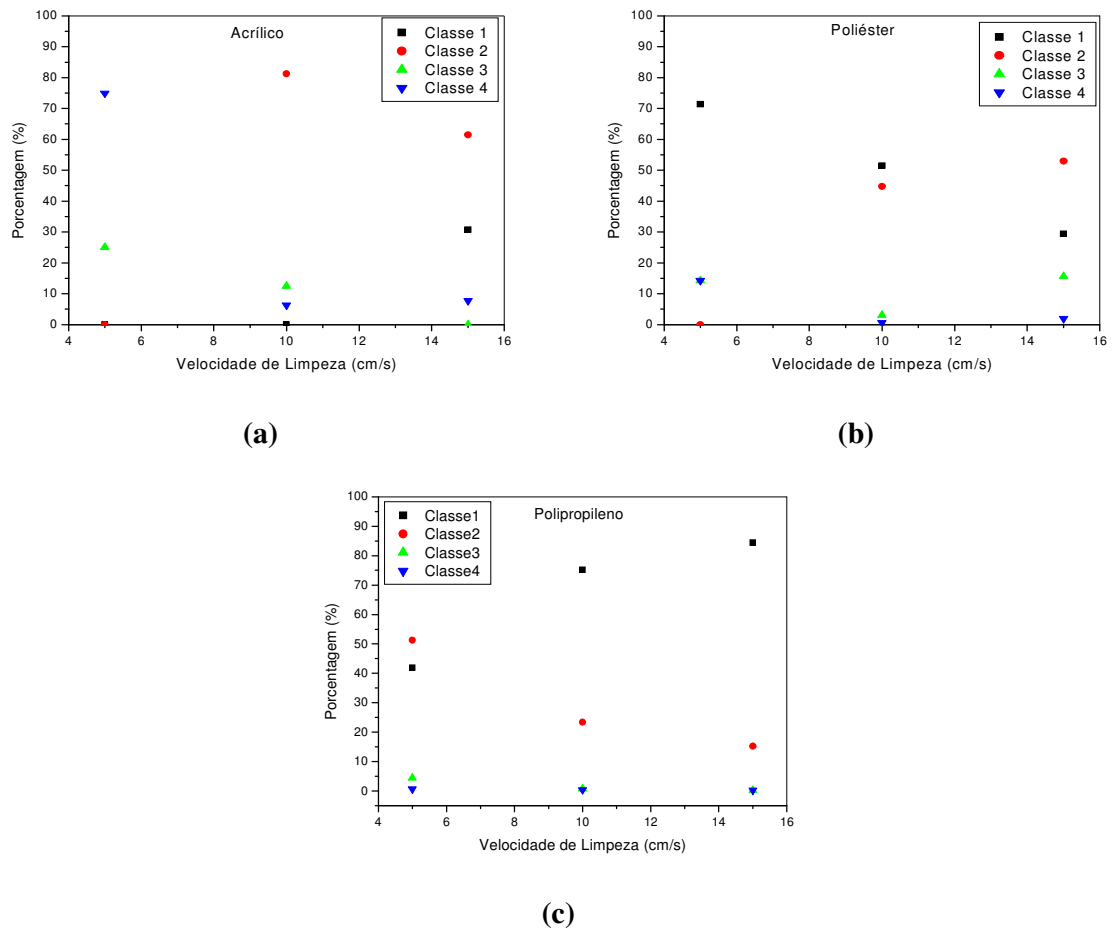 Acrílico
Classe 1
Classe 2
Classe 3
Classe 4
Porcentagem (%)
100
90
80
70
60
50
40
30
20
10
0
4 6 8 10 12 14 16
Velocidade de Limpeza (cm/s)
(a)
Poliéster
Classe 1
Classe 2
Classe 3
Classe 4
Porcentagem (%)
100
90
80
70
60
50
40
30
20
10
0
4 6 8 10 12 14 16
Velocidade de Limpeza (cm/s)
(b)
Polipropileno
Classe1
Classe2
Classe3
Classe4
Porcentagem (%)
100
90
80
70
60
50
40
30
20
10
0
4 6 8 10 12 14 16
Velocidade de Limpeza (cm/s)
(c)